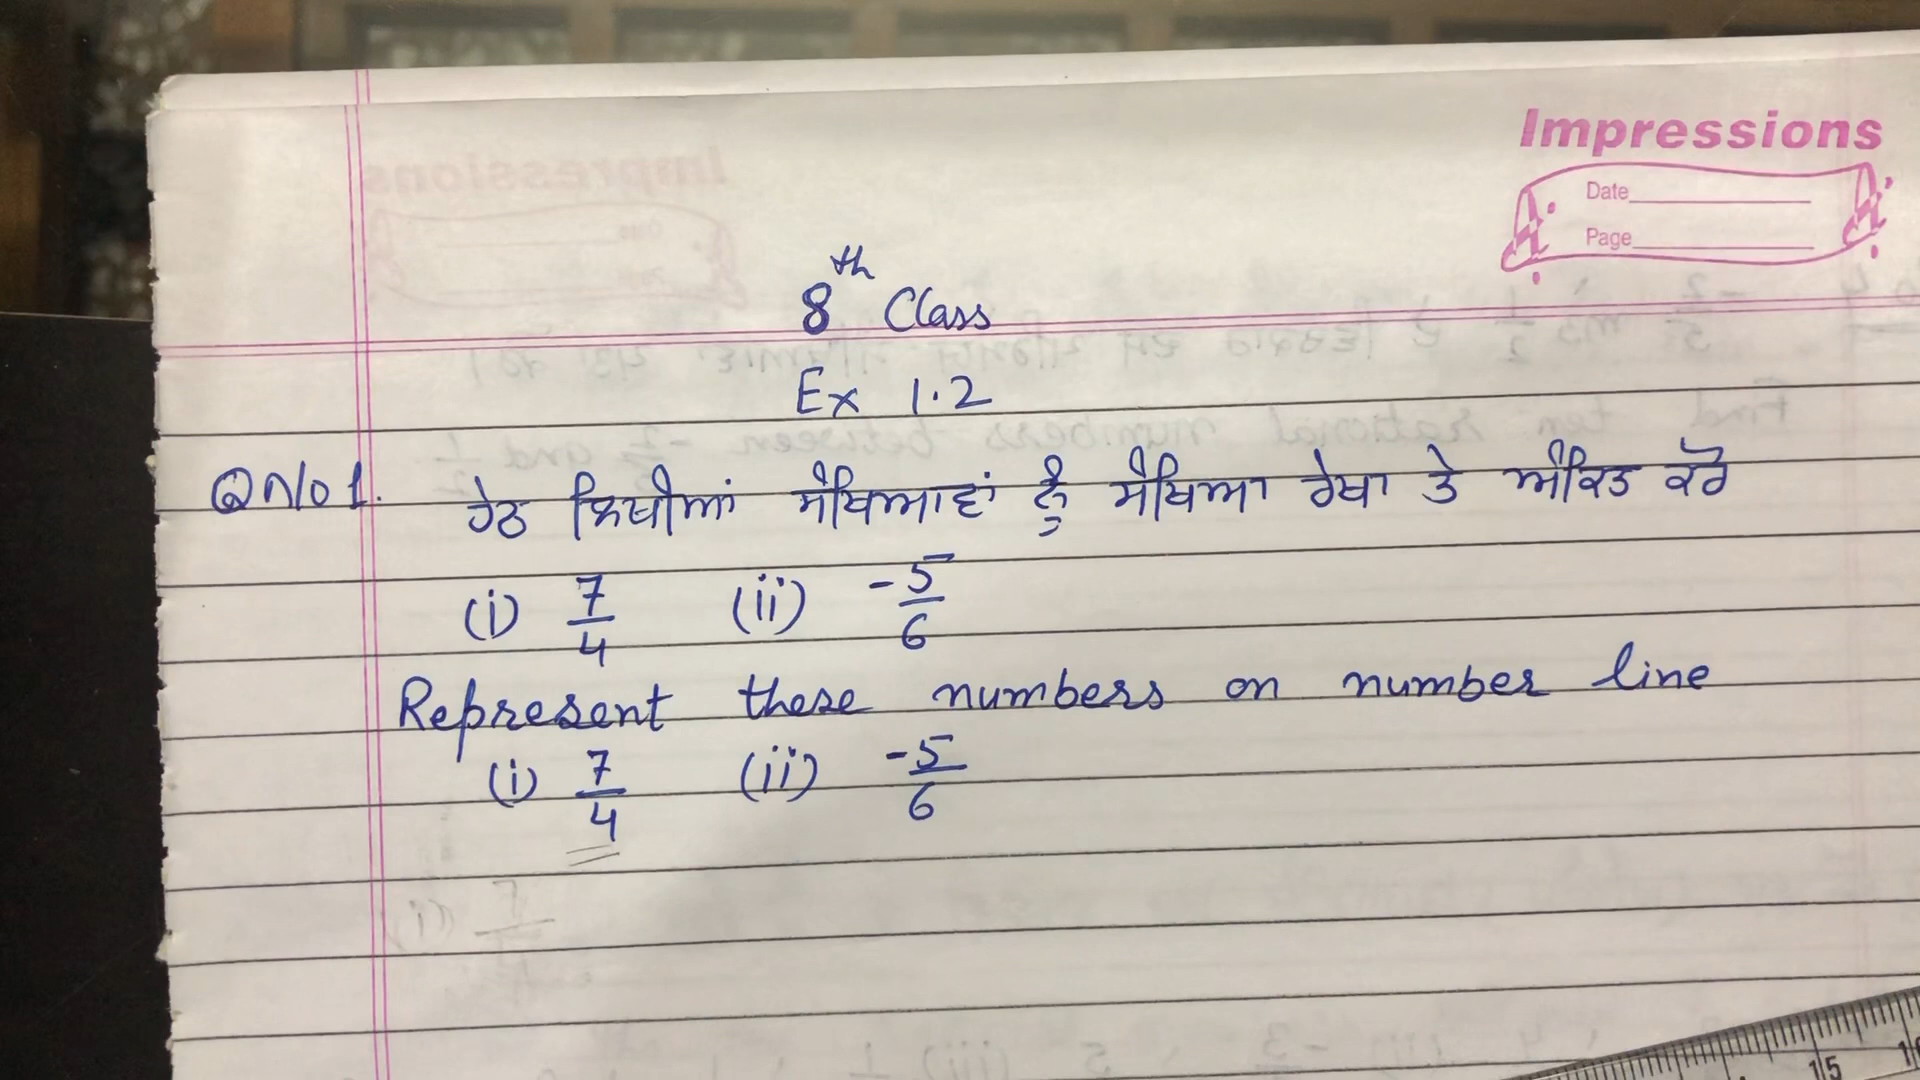 Impressions
Date
Page
8th Class
Ex 1.2
QNo 1. ਹੇਠ ਲਿਖੀਆਂ ਸੰਖਿਆਵਾਂ ਨੂੰ ਸੰਖਿਆ ਰੇਖਾ ਤੇ ਅੰਕਿਤ ਕਰੋ
(i) 7/4 (ii) -5/6
Represent these numbers on number line
(i) 7/4 (ii) -5/6
15